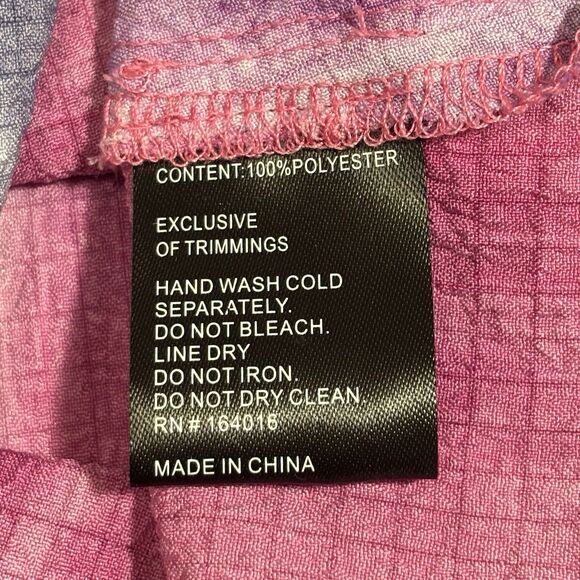 CONTENT:100%POLYESTER
EXCLUSIVE
OF TRIMMINGS
HAND WASH COLD
SEPARATELY.
DO NOT BLEACH.
LINE DRY
DO NOT IRON.
DO NOT DRY CLEAN.
RN # 164016
MADE IN CHINA